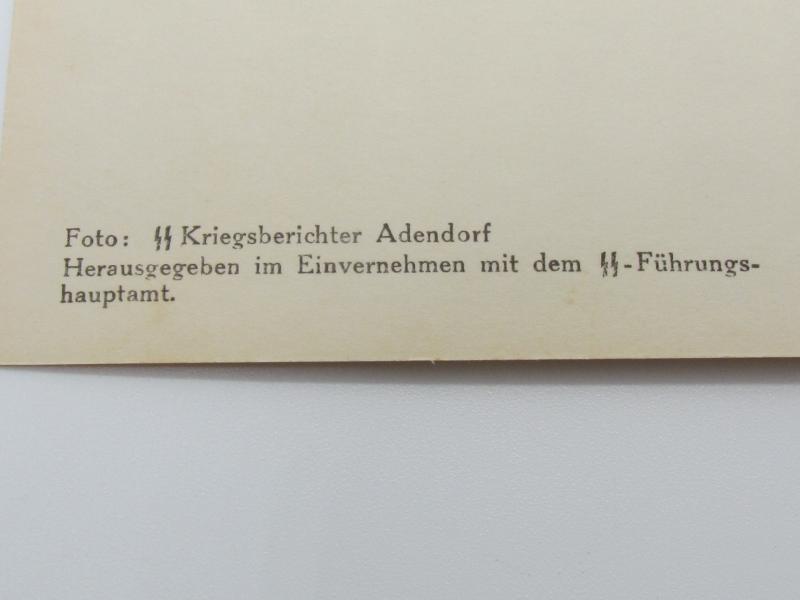 Foto: ᛋᛋ Kriegsberichter Adendorf
Herausgegeben im Einvernehmen mit dem ᛋᛋ-Führungs-
hauptamt.